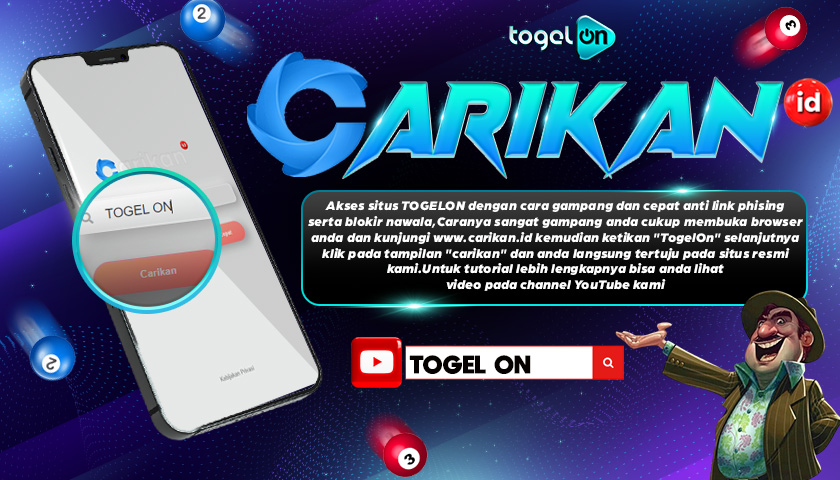 2
3
togel On
CARIKAN
id
Carikan
TOGEL ON
Carikan
Kebijakan Privasi
Akses situs TOGELON dengan cara gampang dan cepat anti link phising
serta blokir nawala,Caranya sangat gampang anda cukup membuka browser
anda dan kunjungi www.carikan.id kemudian ketikan "TogelOn" selanjutnya
klik pada tampilan "carikan" dan anda langsung tertuju pada situs resmi
kami.Untuk tutorial lebih lengkapnya bisa anda lihat
video pada channel YouTube kami
2
TOGEL ON
3